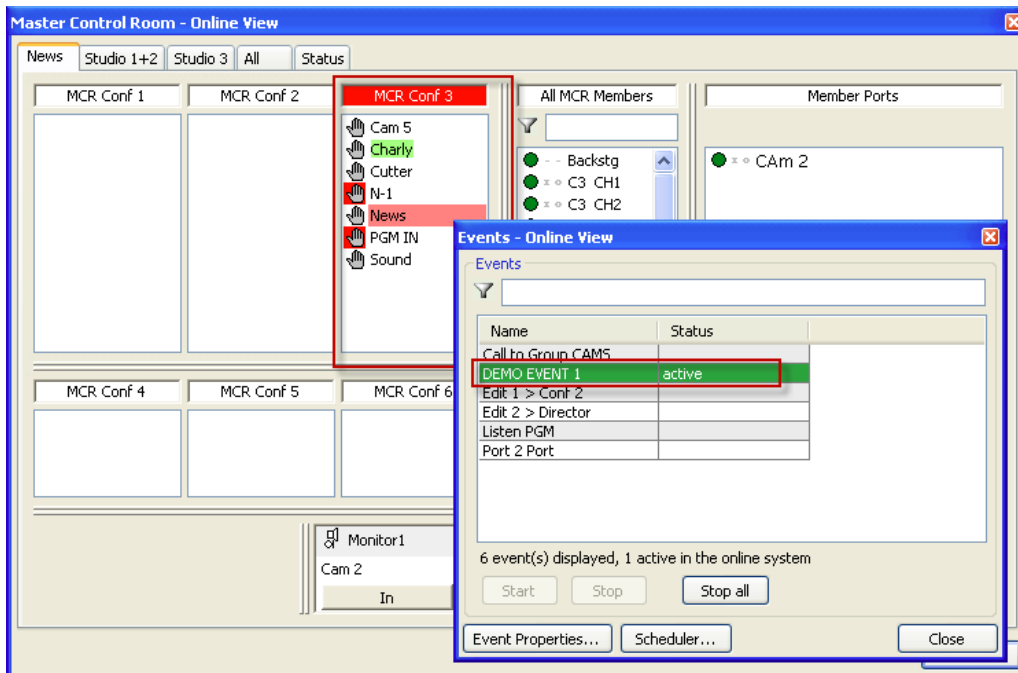 Master Control Room - Online View
News Studio 1+2 Studio 3 All Status
MCR Conf 1 MCR Conf 2 MCR Conf 3 All MCR Members Member Ports
Cam 5
Charly
Cutter
N-1
News
PGM IN
Sound
- - Backstg
C3 CH1
C3 CH2
CAm 2
MCR Conf 4 MCR Conf 5 MCR Conf 6
Monitor1
Cam 2
In
Events - Online View
Events
Name Status
Call to Group CAMS
DEMO EVENT 1 active
Edit 1 > Conf 2
Edit 2 > Director
Listen PGM
Port 2 Port
6 event(s) displayed, 1 active in the online system
Start Stop Stop all
Event Properties... Scheduler... Close